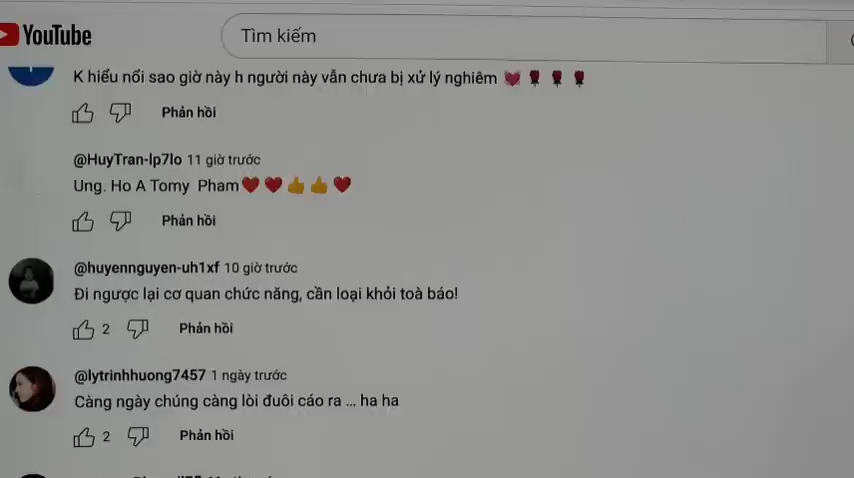 YouTube
Tìm kiếm
K hiểu nổi sao giờ này h người này vẫn chưa bị xử lý nghiêm 💓 🌹 🌹 🌹
Phản hồi
@HuyTran-lp7lo 11 giờ trước
Ung. Ho A Tomy Pham❤️ ❤️ 👍 👍 ❤️
Phản hồi
@huyennguyen-uh1xf 10 giờ trước
Đi ngược lại cơ quan chức năng, cần loại khỏi toà báo!
2 Phản hồi
@lytrinhhuong7457 1 ngày trước
Càng ngày chúng càng lòi đuôi cáo ra ... ha ha
2 Phản hồi